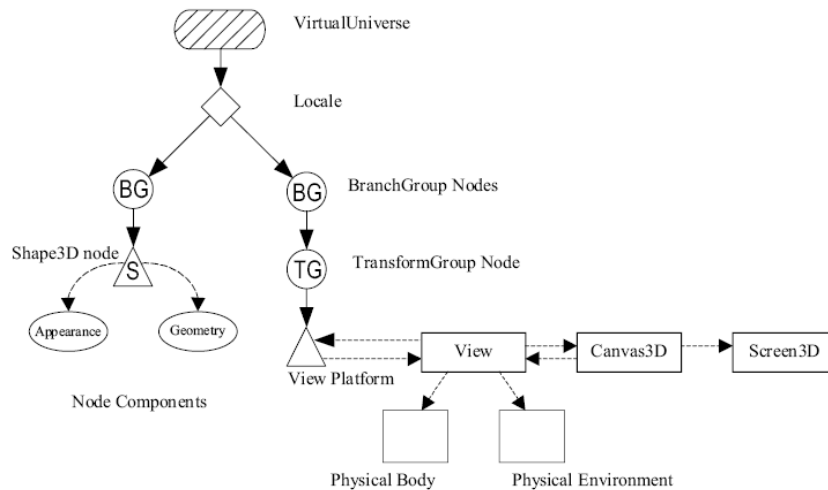 VirtualUniverse
Locale
BG
BG
BranchGroup Nodes
Shape3D node
S
TG
TransformGroup Node
Appearance
Geometry
View
Canvas3D
Screen3D
View Platform
Node Components
Physical Body
Physical Environment